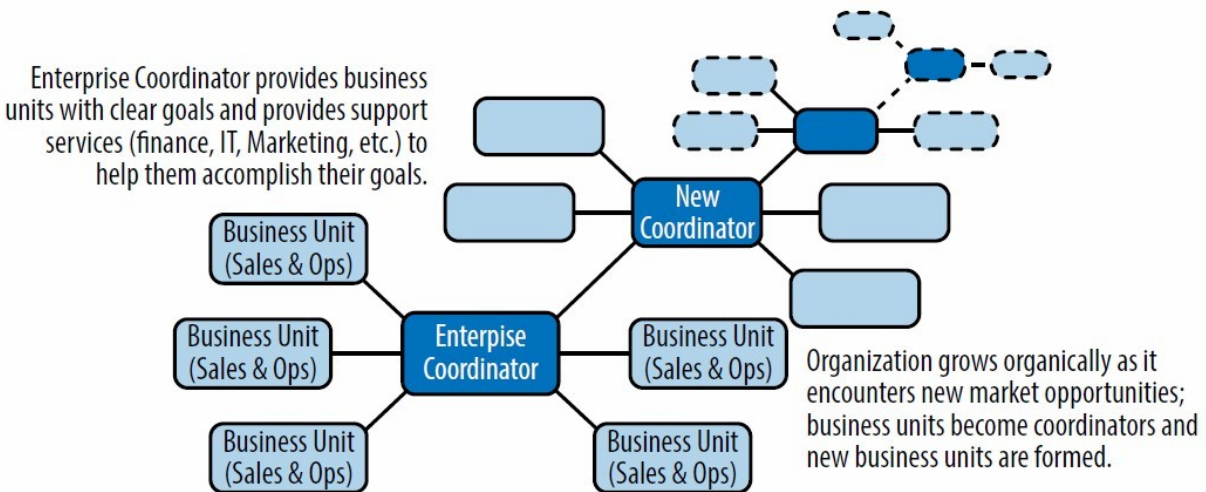 Enterprise Coordinator provides business
units with clear goals and provides support
services (finance, IT, Marketing, etc.) to
help them accomplish their goals.
New
Coordinator
Business Unit
(Sales & Ops)
Business Unit
(Sales & Ops)
Enterpise
Coordinator
Business Unit
(Sales & Ops)
Business Unit
(Sales & Ops)
Business Unit
(Sales & Ops)
Organization grows organically as it
encounters new market opportunities;
business units become coordinators and
new business units are formed.